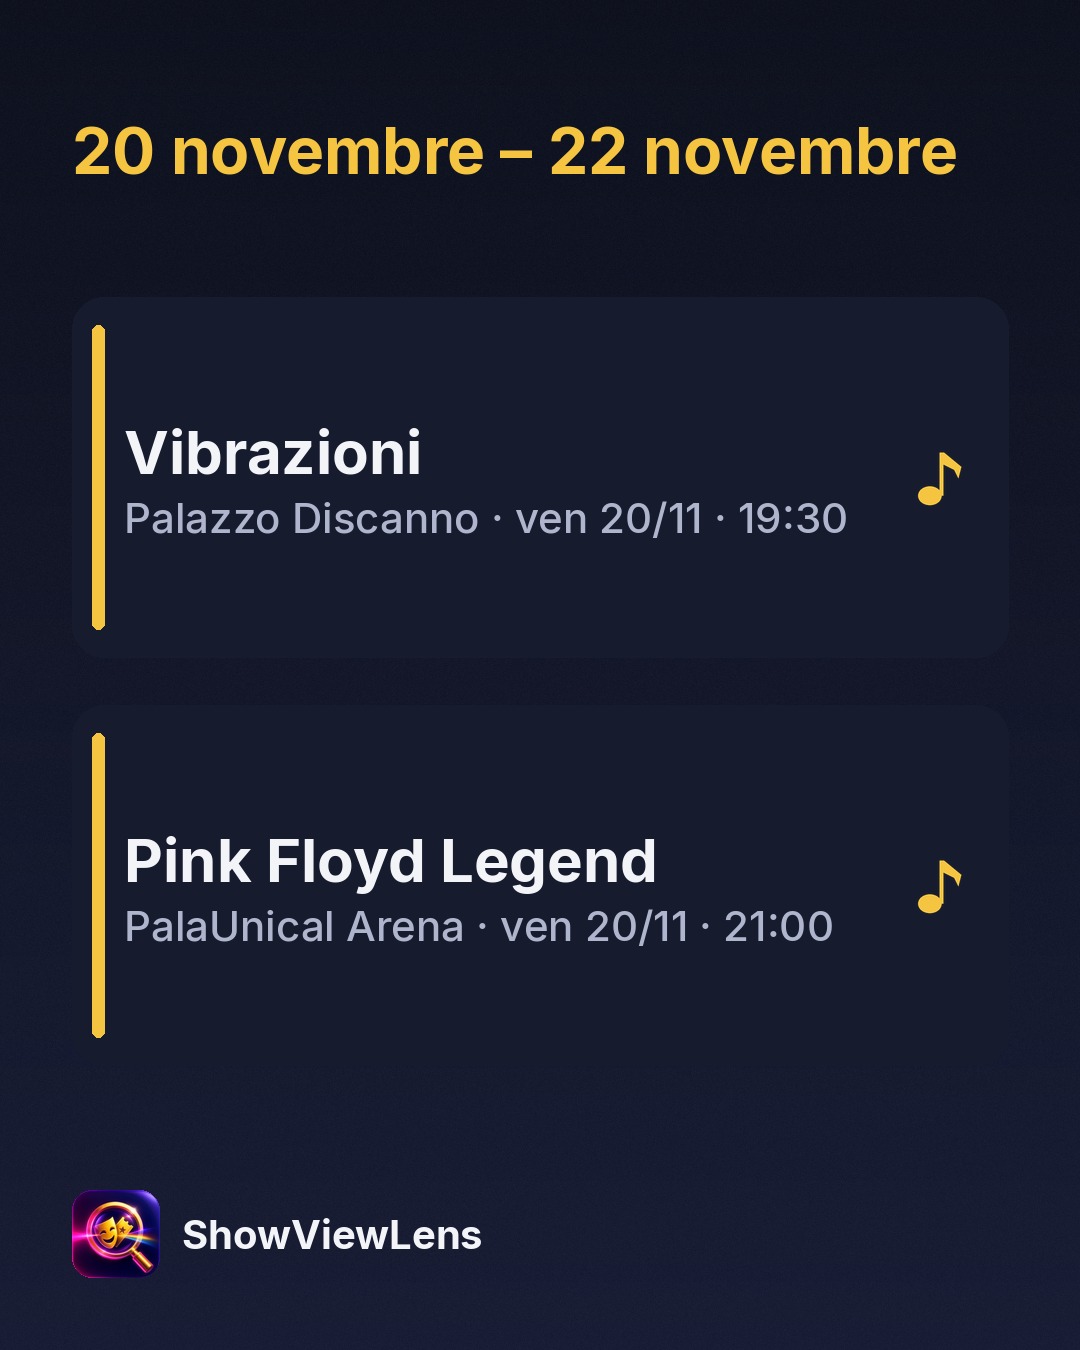 20 novembre – 22 novembre
Vibrazioni
Palazzo Discanno · ven 20/11 · 19:30
Pink Floyd Legend
PalaUnical Arena · ven 20/11 · 21:00
ShowViewLens